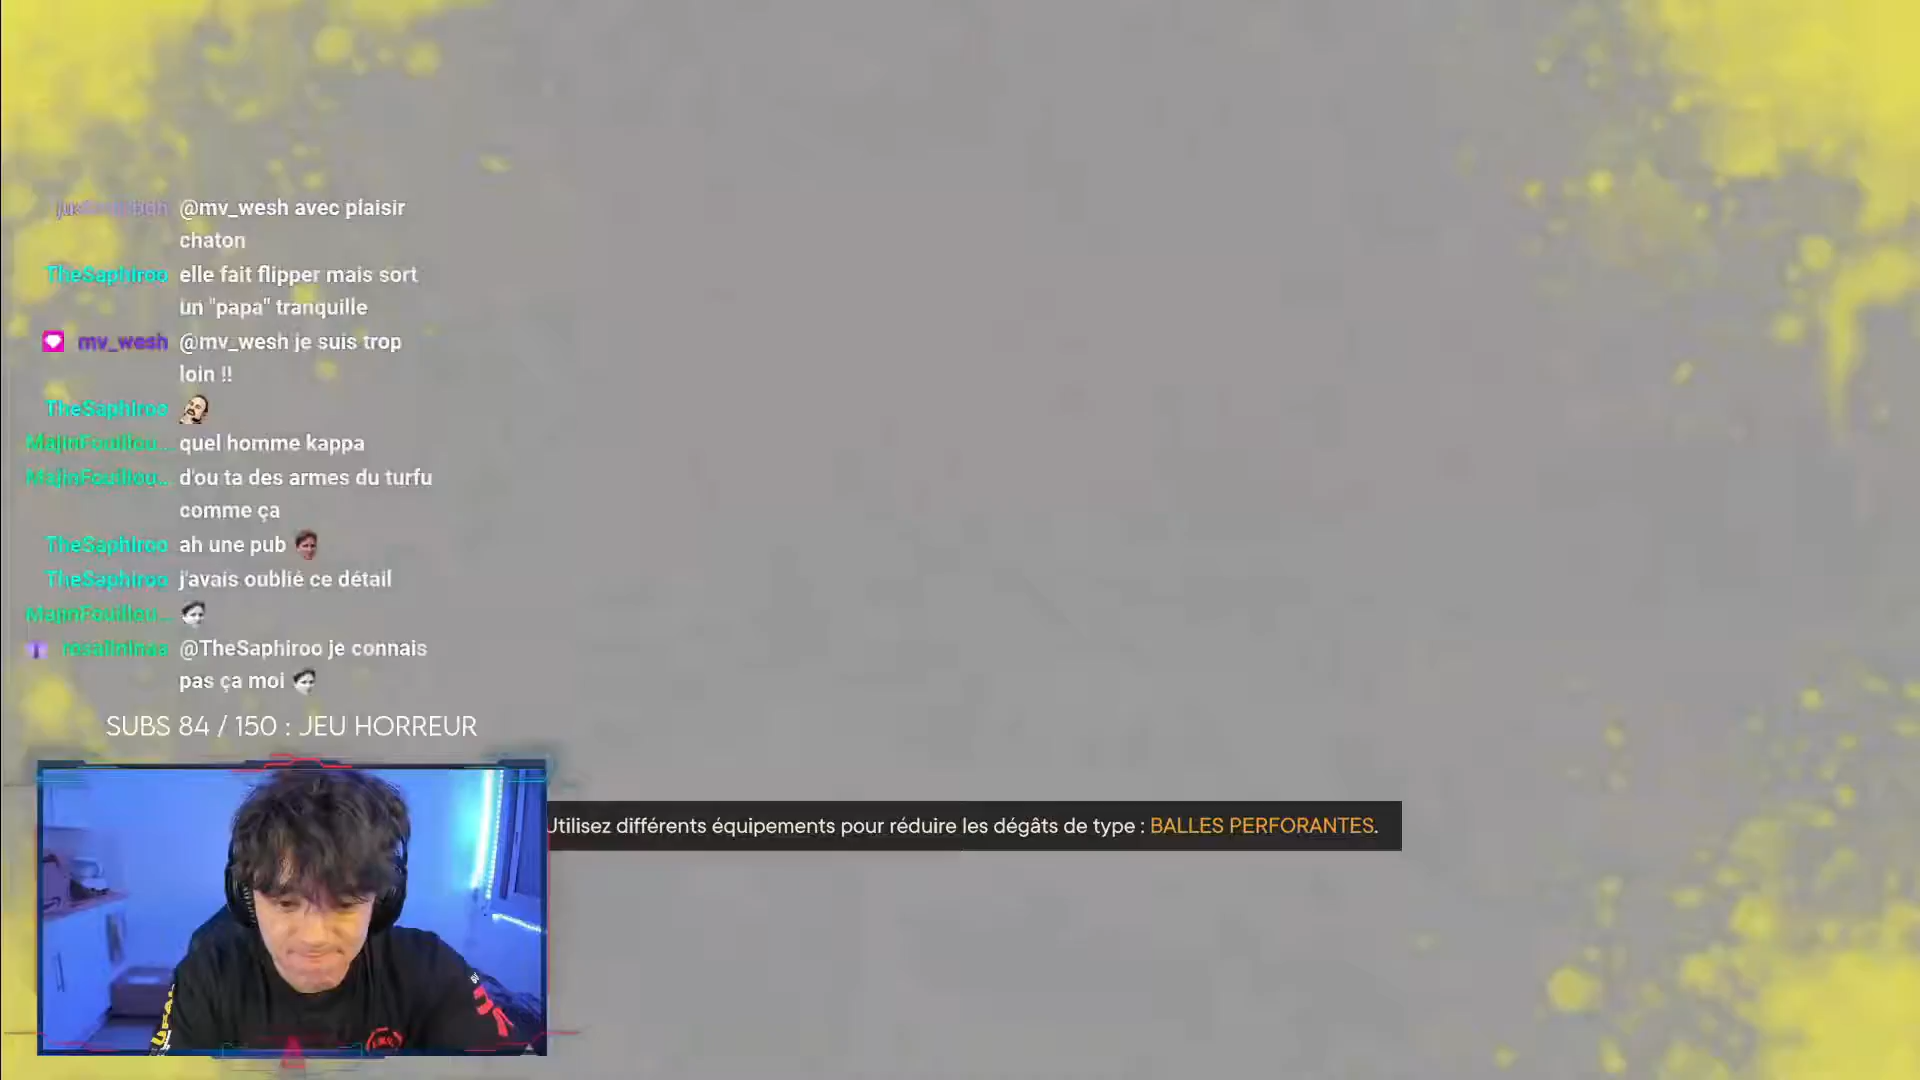 @mv_wesh avec plaisir
chaton
TheSaphiroo elle fait flipper mais sort
un "papa" tranquille
mv_wesh @mv_wesh je suis trop
loin !!
TheSaphiroo
MajinFouillou... quel homme kappa
MajinFouillou... d'ou ta des armes du turfu
comme ça
TheSaphiroo ah une pub
TheSaphiroo j'avais oublié ce détail
MajinFouillou...
@TheSaphiroo je connais
pas ça moi
SUBS 84 / 150 : JEU HORREUR
Utilisez différents équipements pour réduire les dégâts de type : BALLES PERFORANTES.